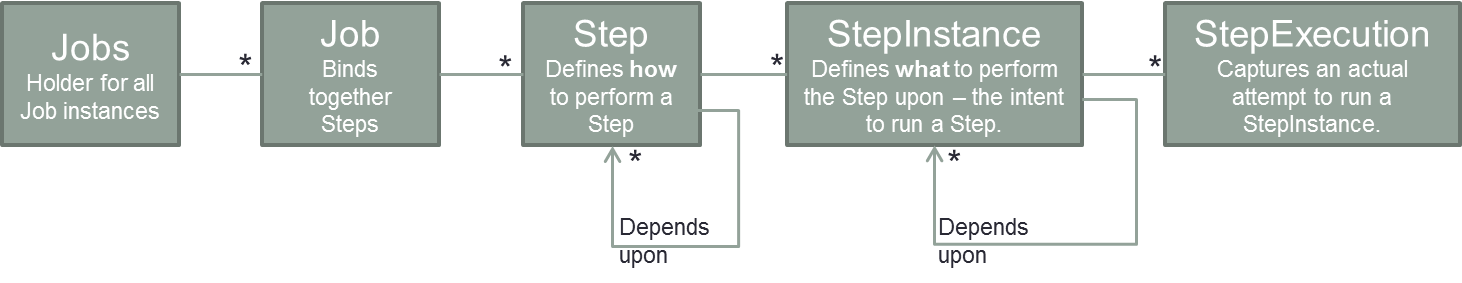 Jobs
Holder for all
Job instances
*
Job
Binds
together
Steps
*
Step
Defines how
to perform a
Step
*
Depends
upon
*
StepInstance
Defines what to perform
the Step upon – the intent
to run a Step.
*
Depends
upon
*
StepExecution
Captures an actual
attempt to run a
StepInstance.